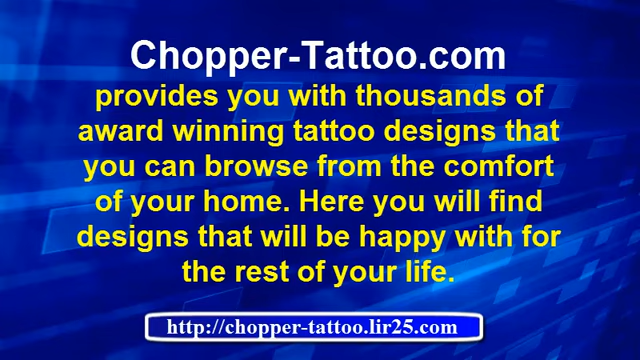 Chopper-Tattoo.com
provides you with thousands of
award winning tattoo designs that
you can browse from the comfort
of your home. Here you will find
designs that will be happy with for
the rest of your life.
http://chopper-tattoo.lir25.com